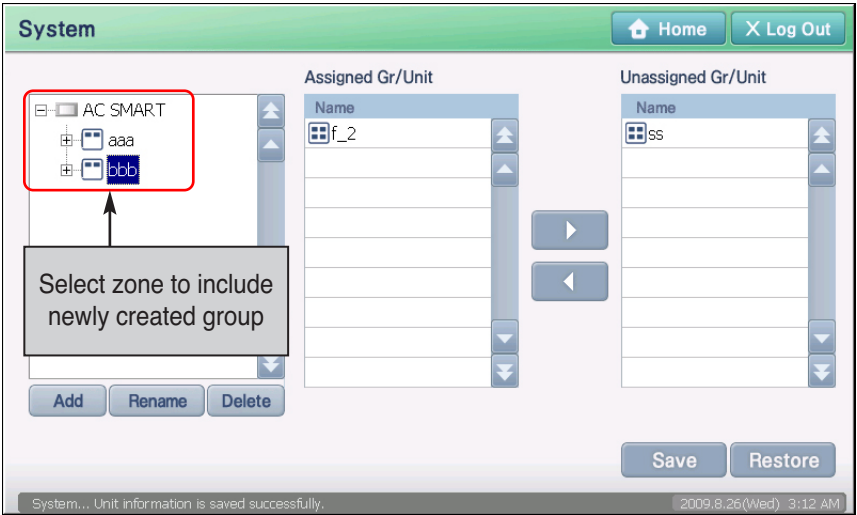 System
Home
X Log Out
Assigned Gr/Unit
Unassigned Gr/Unit
AC SMART
aaa
bbb
Name
f_2
Name
ss
Select zone to include
newly created group
Add
Rename
Delete
Save
Restore
System... Unit information is saved successfully.
2009.8.26(Wed) 3:12 AM